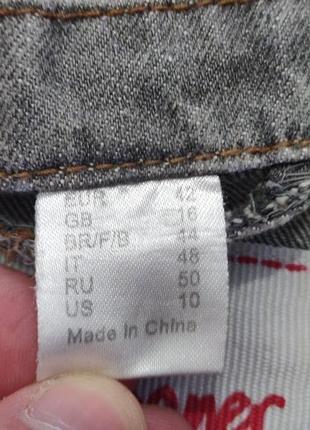 EUR 42
GB 16
BR/F/B 44
IT 48
RU 50
US 10
Made in China